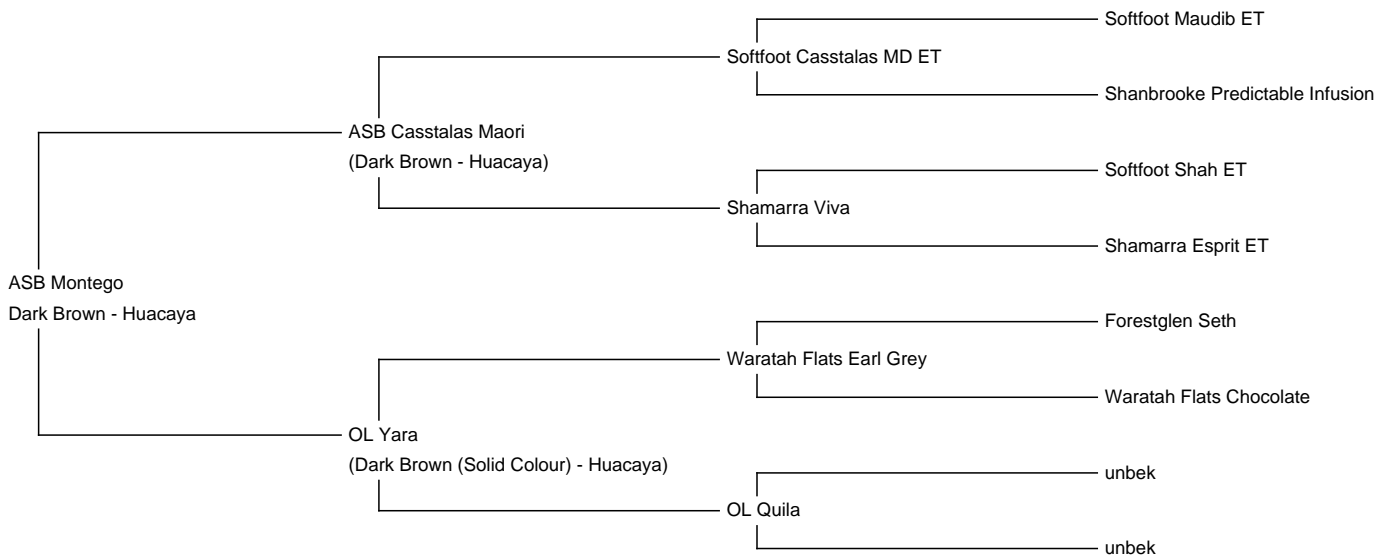 Softfoot Maudib ET
Softfoot Casstalas MD ET
Shanbrooke Predictable Infusion
ASB Casstalas Maori
(Dark Brown - Huacaya)
Softfoot Shah ET
Shamarra Viva
Shamarra Esprit ET
ASB Montego
Dark Brown - Huacaya
Forestglen Seth
Waratah Flats Earl Grey
Waratah Flats Chocolate
OL Yara
(Dark Brown (Solid Colour) - Huacaya)
unbek
OL Quila
unbek